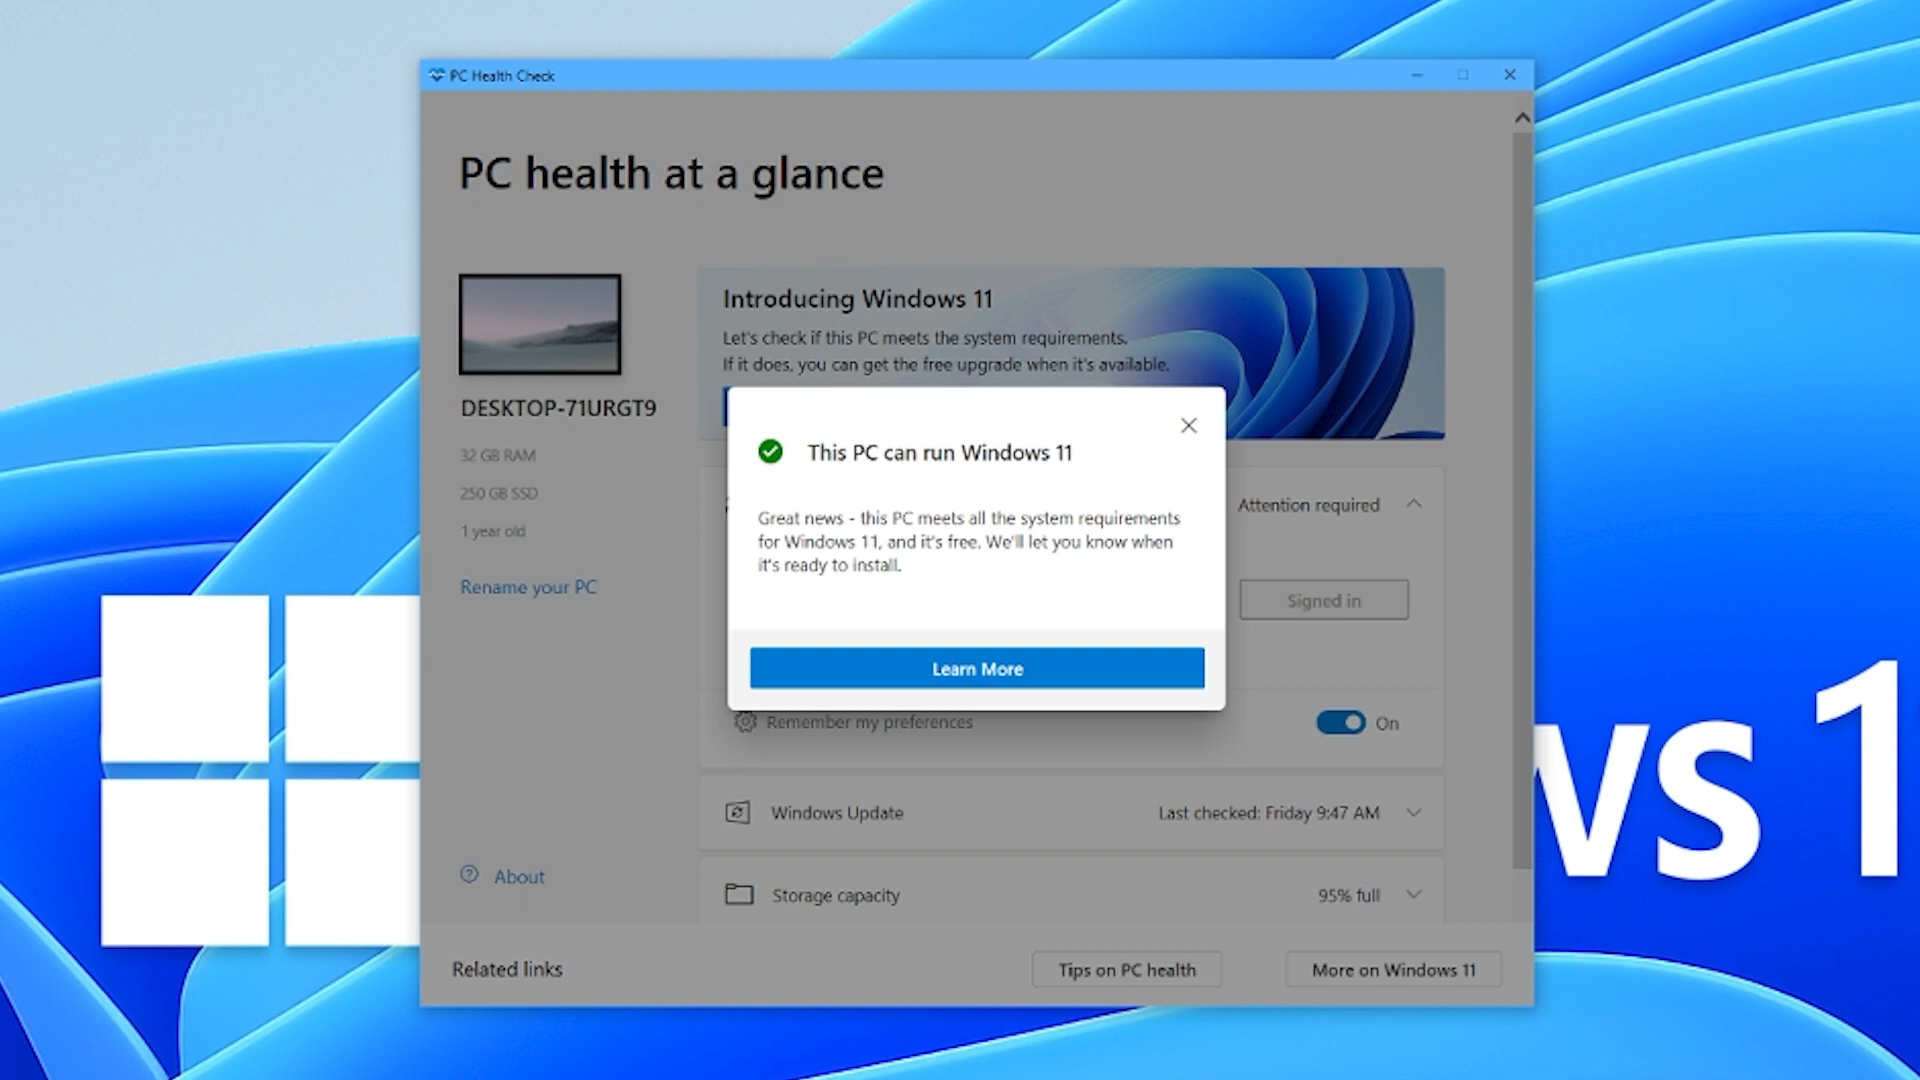 PC Health Check
PC health at a glance
DESKTOP-71URGT9
32 GB RAM
250 GB SSD
1 year old
Rename your PC
About
Introducing Windows 11
Let's check if this PC meets the system requirements.
If it does, you can get the free upgrade when it's available.
This PC can run Windows 11
Great news - this PC meets all the system requirements
for Windows 11, and it's free. We'll let you know when
it's ready to install.
Learn More
Attention required
Signed in
Remember my preferences
On
Windows Update
Last checked: Friday 9:47 AM
Storage capacity
95% full
Related links
Tips on PC health
More on Windows 11
ws 1